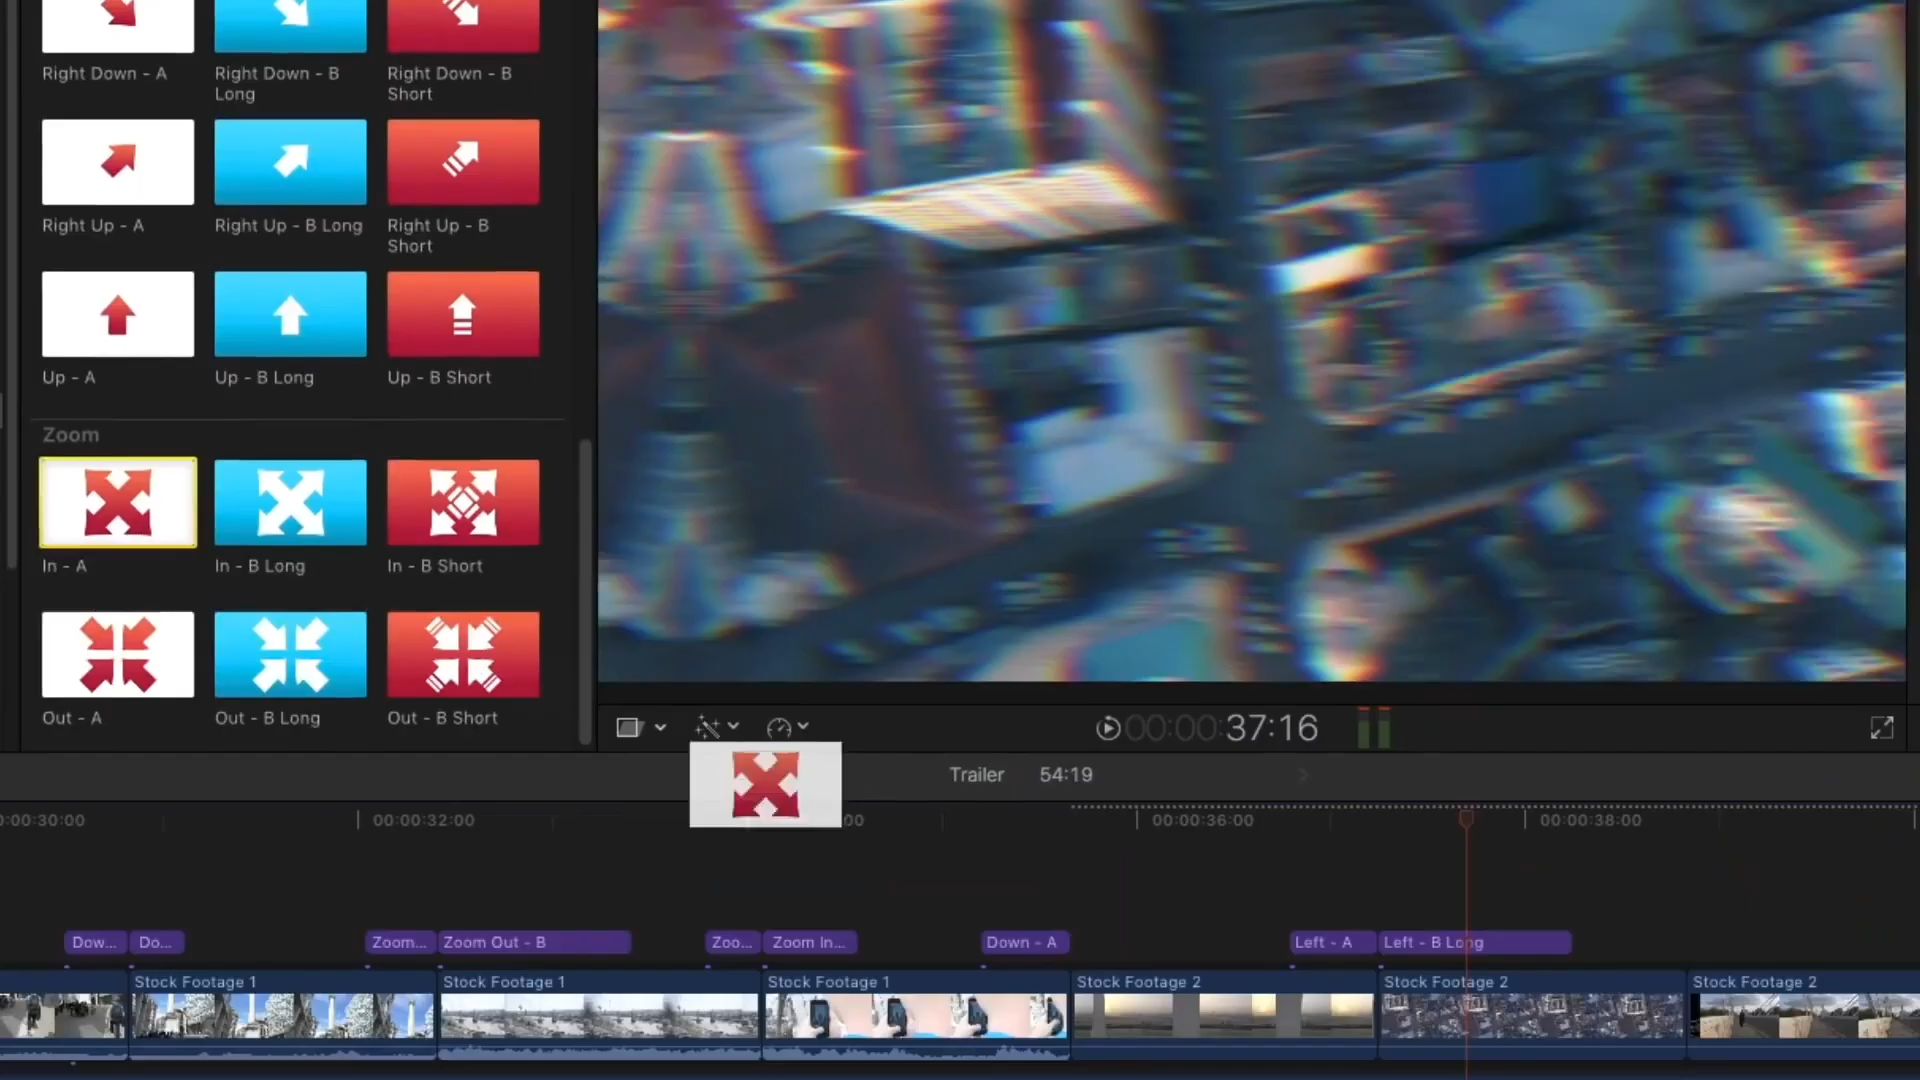 Right Down - A
Right Down - B
Long
Right Down - B
Short
Right Up - A
Right Up - B Long
Right Up - B
Short
Up - A
Up - B Long
Up - B Short
Zoom
In - A
In - B Long
In - B Short
Out - A
Out - B Long
Out - B Short
00:00:37:16
Trailer 54:19
00:00:32:00
00:00:36:00
00:00:38:00
Dow...
Do...
Zoom...
Zoom Out - B
Zoo...
Zoom In...
Down - A
Left - A
Left - B Long
Stock Footage 1
Stock Footage 1
Stock Footage 1
Stock Footage 2
Stock Footage 2
Stock Footage 2